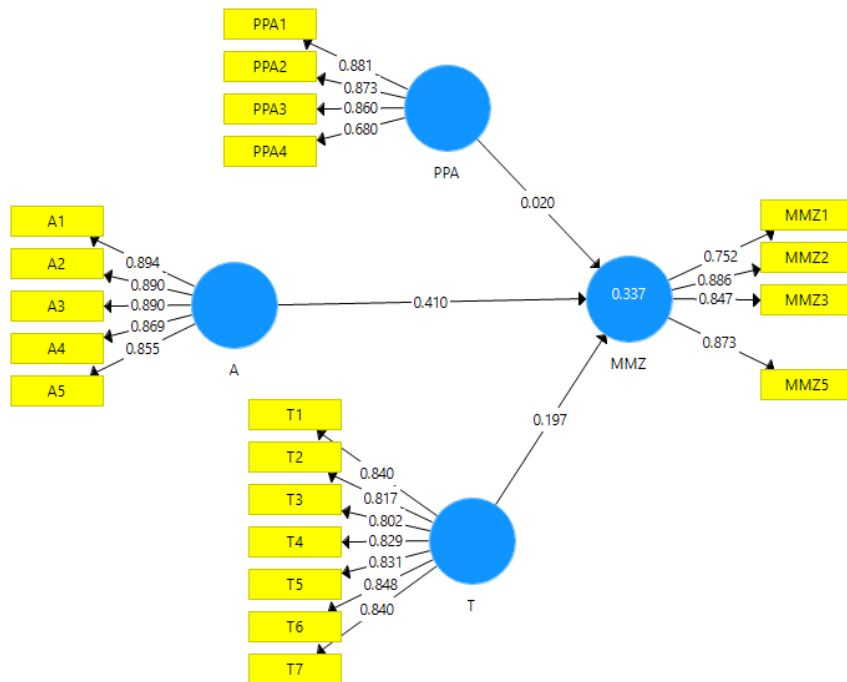 PPA1
PPA2
PPA3
PPA4
0.881
0.873
0.860
0.680
PPA
0.020
A1
A2
A3
A4
A5
0.894
0.890
0.890
0.869
0.855
A
0.410
MMZ1
MMZ2
MMZ3
MMZ5
0.752
0.886
0.847
0.873
0.337
MMZ
0.197
T1
T2
T3
T4
T5
T6
T7
0.840
0.817
0.802
0.829
0.831
0.848
0.840
T